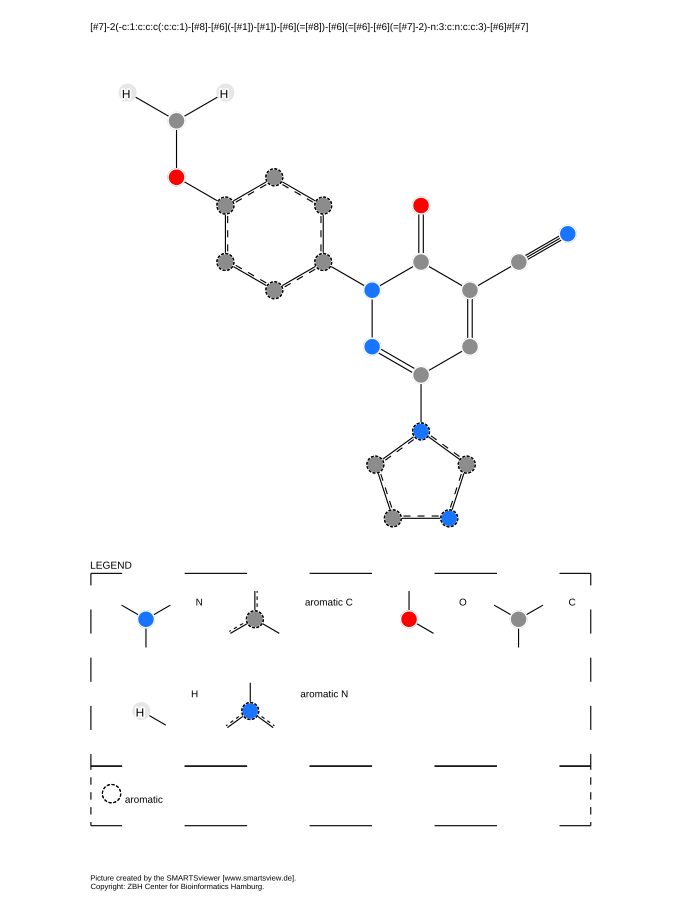 [#7]-2(-c:1:c:c:c(:c:c:1)-[#8]-[#6](-[#1])-[#1])-[#6](=[#8])-[#6](=[#6]-[#6](=[#7]-2)-n:3:c:n:c:c:3)-[#6]#[#7]
H H
LEGEND
N aromatic C O C
H aromatic N
H
aromatic
Picture created by the SMARTSviewer [www.smartsview.de].
Copyright: ZBH Center for Bioinformatics Hamburg.